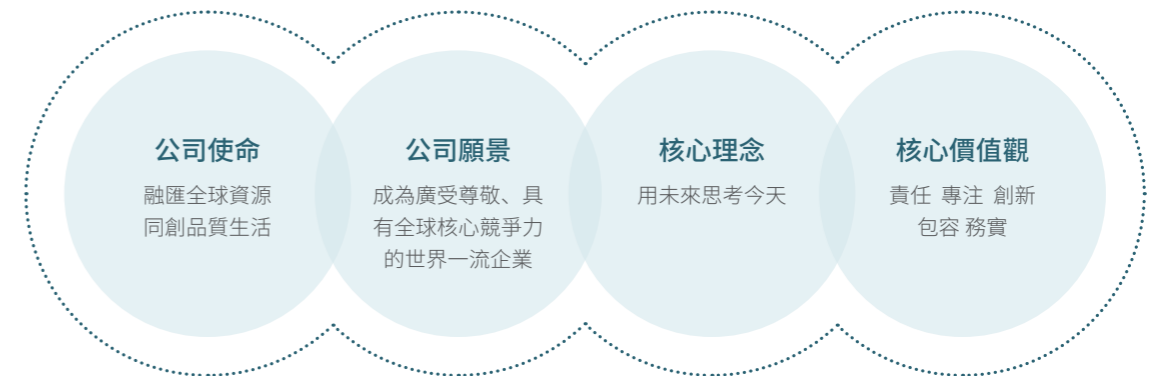 公司使命
融匯全球資源
同創品質生活
公司願景
成為廣受尊敬、具
有全球核心競爭力
的世界一流企業
核心理念
用未來思考今天
核心價值觀
責任 專注 創新
包容 務實